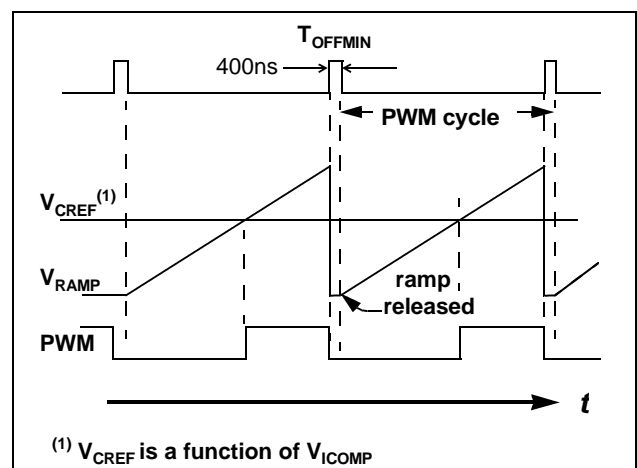 TOFFMIN
400ns
PWM cycle
VCREF(1)
VRAMP
ramp
released
PWM
t
(1) VCREF is a function of VICOMP